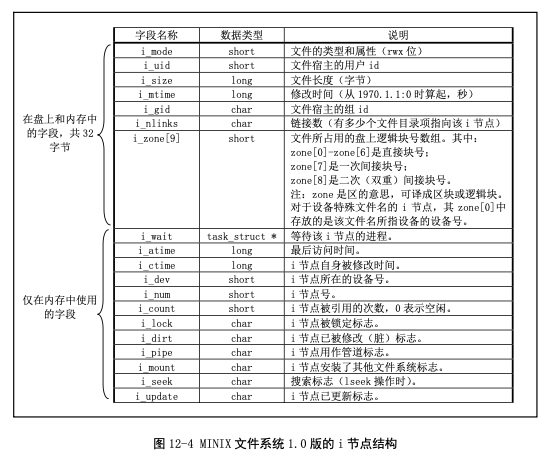 字段名称 数据类型 说明
i_mode short 文件的类型和属性（rwx 位）
i_uid short 文件宿主的用户 id
i_size long 文件长度（字节）
i_mtime long 修改时间（从 1970.1.1:0 时算起，秒）
i_gid char 文件宿主的组 id
i_nlinks char 链接数（有多少个文件目录项指向该 i 节点）
在盘上和内存中
的字段，共 32
字节
i_zone[9] short 文件所占用的盘上逻辑块号数组。其中：
zone[0]-zone[6]是直接块号；
zone[7]是一次间接块号；
zone[8]是二次（双重）间接块号。
注：zone 是区的意思，可译成区块或逻辑块。
对于设备特殊文件名的 i 节点，其 zone[0]中
存放的是该文件名所指设备的设备号。
i_wait task_struct * 等待该 i 节点的进程。
i_atime long 最后访问时间。
i_ctime long i 节点自身被修改时间。
i_dev short i 节点所在的设备号。
i_num short i 节点号。
i_count short i 节点被引用的次数，0 表示空闲。
仅在内存中使用
的字段
i_lock char i 节点被锁定标志。
i_dirt char i 节点已被修改（脏）标志。
i_pipe char i 节点用作管道标志。
i_mount char i 节点安装了其他文件系统标志。
i_seek char 搜索标志（lseek 操作时）。
i_update char i 节点已更新标志。
图 12-4 MINIX 文件系统 1.0 版的 i 节点结构